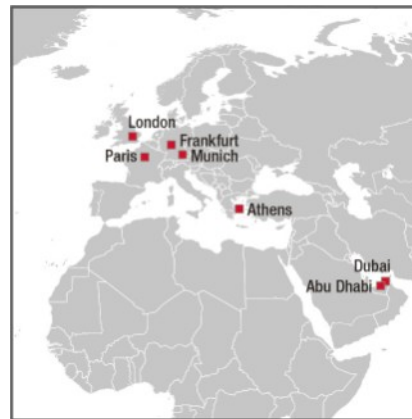 London
Frankfurt
Paris
Munich
Athens
Dubai
Abu Dhabi